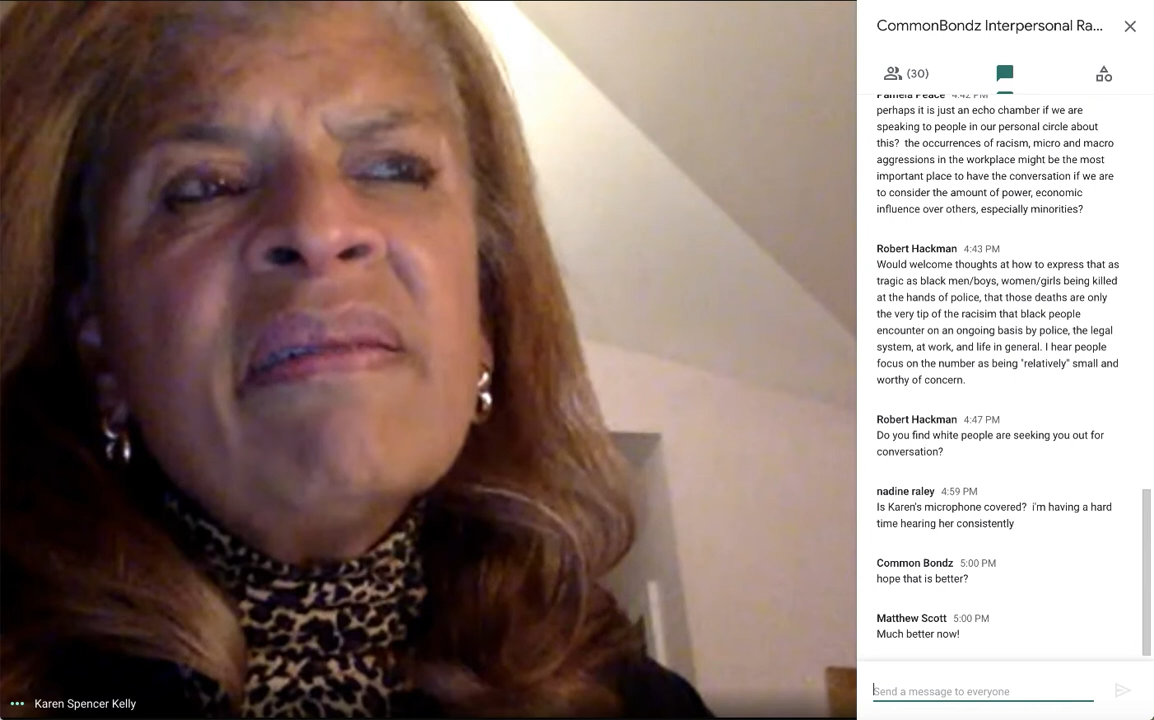 CommonBondz Interpersonal Ra...
(30)
Pamela Peace 4:42 PM
perhaps it is just an echo chamber if we are
speaking to people in our personal circle about
this?  the occurrences of racism, micro and macro
aggressions in the workplace might be the most
important place to have the conversation if we are
to consider the amount of power, economic
influence over others, especially minorities?
Robert Hackman 4:43 PM
Would welcome thoughts at how to express that as
tragic as black men/boys, women/girls being killed
at the hands of police, that those deaths are only
the very tip of the racisim that black people
encounter on an ongoing basis by police, the legal
system, at work, and life in general. I hear people
focus on the number as being "relatively" small and
worthy of concern.
Robert Hackman 4:47 PM
Do you find white people are seeking you out for
conversation?
nadine raley 4:59 PM
Is Karen's microphone covered?  i'm having a hard
time hearing her consistently
Common Bondz 5:00 PM
hope that is better?
Matthew Scott 5:00 PM
Much better now!
Send a message to everyone
Karen Spencer Kelly